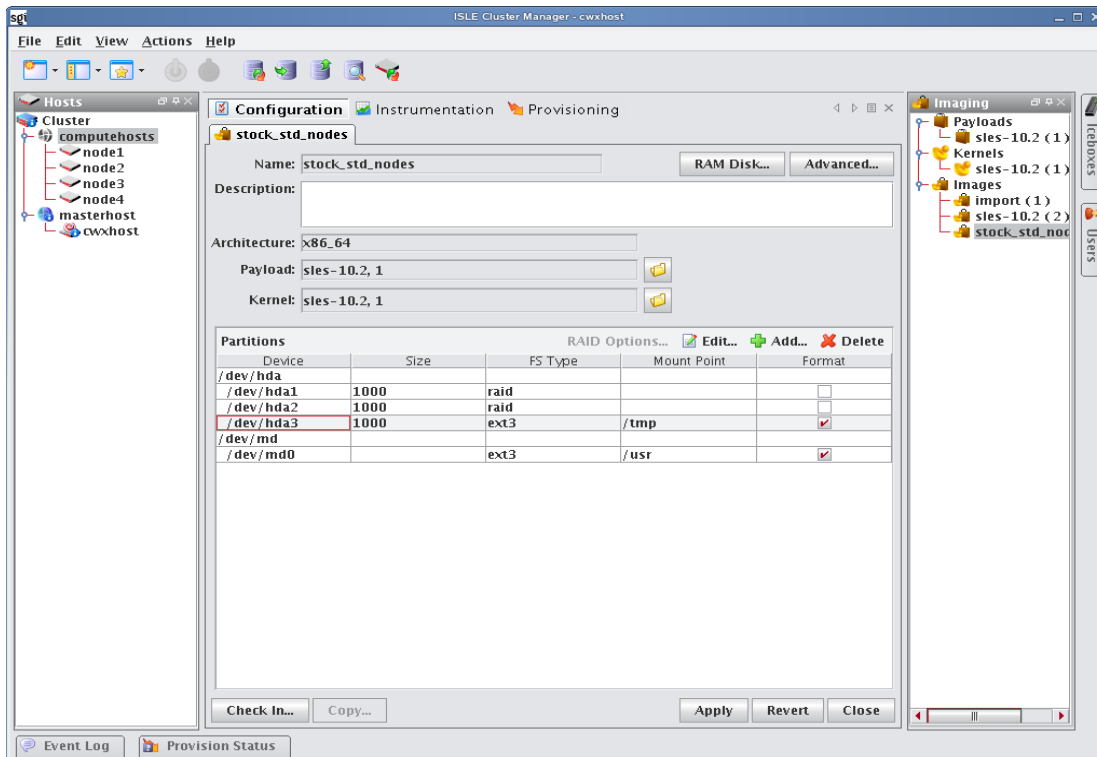 sgi ISLE Cluster Manager - cwxhost
File Edit View Actions Help
Hosts
Cluster
computehosts
node1
node2
node3
node4
masterhost
cwxhost
Configuration Instrumentation Provisioning
stock_std_nodes
Name: stock_std_nodes RAM Disk... Advanced...
Description:
Architecture: x86_64
Payload: sles-10.2, 1
Kernel: sles-10.2, 1
Partitions RAID Options... Edit... Add... Delete
Device Size FS Type Mount Point Format
/dev/hda
/dev/hda1 1000 raid
/dev/hda2 1000 raid
/dev/hda3 1000 ext3 /tmp
/dev/md
/dev/md0 ext3 /usr
Check In... Copy... Apply Revert Close
Imaging
Payloads
sles-10.2 (1)
Kernels
sles-10.2 (1)
Images
import (1)
sles-10.2 (2)
stock_std_noc
Iceboxes
Users
Event Log Provision Status